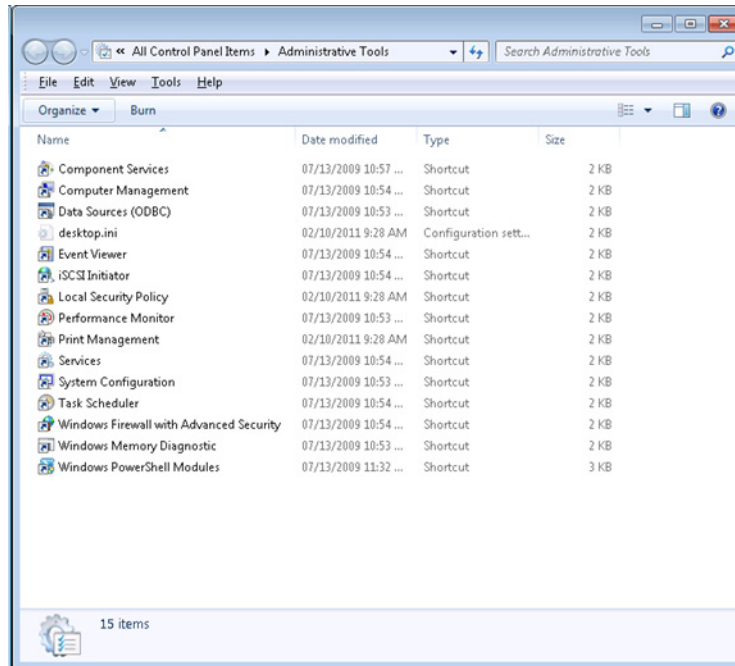 « All Control Panel Items ▸ Administrative Tools Search Administrative Tools
File Edit View Tools Help
Organize ▾ Burn
Name Date modified Type Size
Component Services 07/13/2009 10:57 ... Shortcut 2 KB
Computer Management 07/13/2009 10:54 ... Shortcut 2 KB
Data Sources (ODBC) 07/13/2009 10:53 ... Shortcut 2 KB
desktop.ini 02/10/2011 9:28 AM Configuration sett... 2 KB
Event Viewer 07/13/2009 10:54 ... Shortcut 2 KB
iSCSI Initiator 07/13/2009 10:54 ... Shortcut 2 KB
Local Security Policy 02/10/2011 9:28 AM Shortcut 2 KB
Performance Monitor 07/13/2009 10:53 ... Shortcut 2 KB
Print Management 02/10/2011 9:28 AM Shortcut 2 KB
Services 07/13/2009 10:54 ... Shortcut 2 KB
System Configuration 07/13/2009 10:53 ... Shortcut 2 KB
Task Scheduler 07/13/2009 10:54 ... Shortcut 2 KB
Windows Firewall with Advanced Security 07/13/2009 10:54 ... Shortcut 2 KB
Windows Memory Diagnostic 07/13/2009 10:53 ... Shortcut 2 KB
Windows PowerShell Modules 07/13/2009 11:32 ... Shortcut 3 KB
15 items